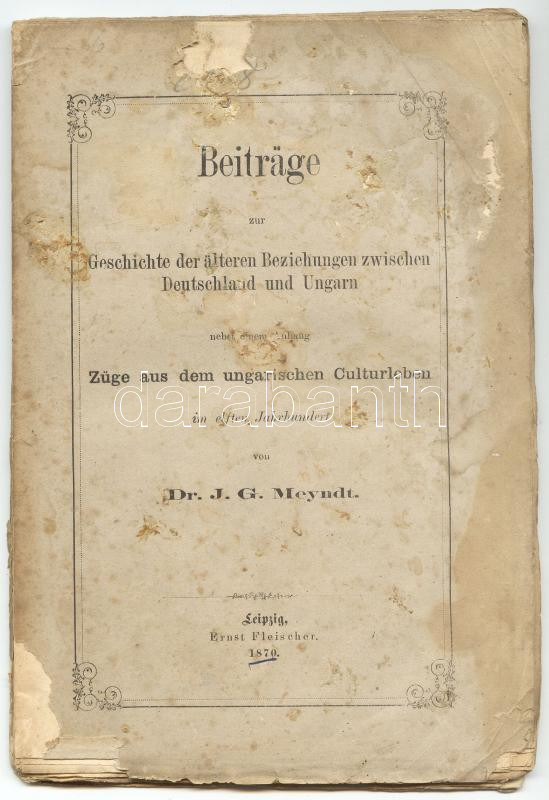 Beiträge
zur
Geschichte der älteren Beziehungen zwischen
Deutschland und Ungarn
nebst einem Anhang
Züge aus dem ungarischen Culturleben
darabanth
im elften Jahrhundert
von
Dr. J. G. Meyndt.
Leipzig,
Ernst Fleischer.
1870.